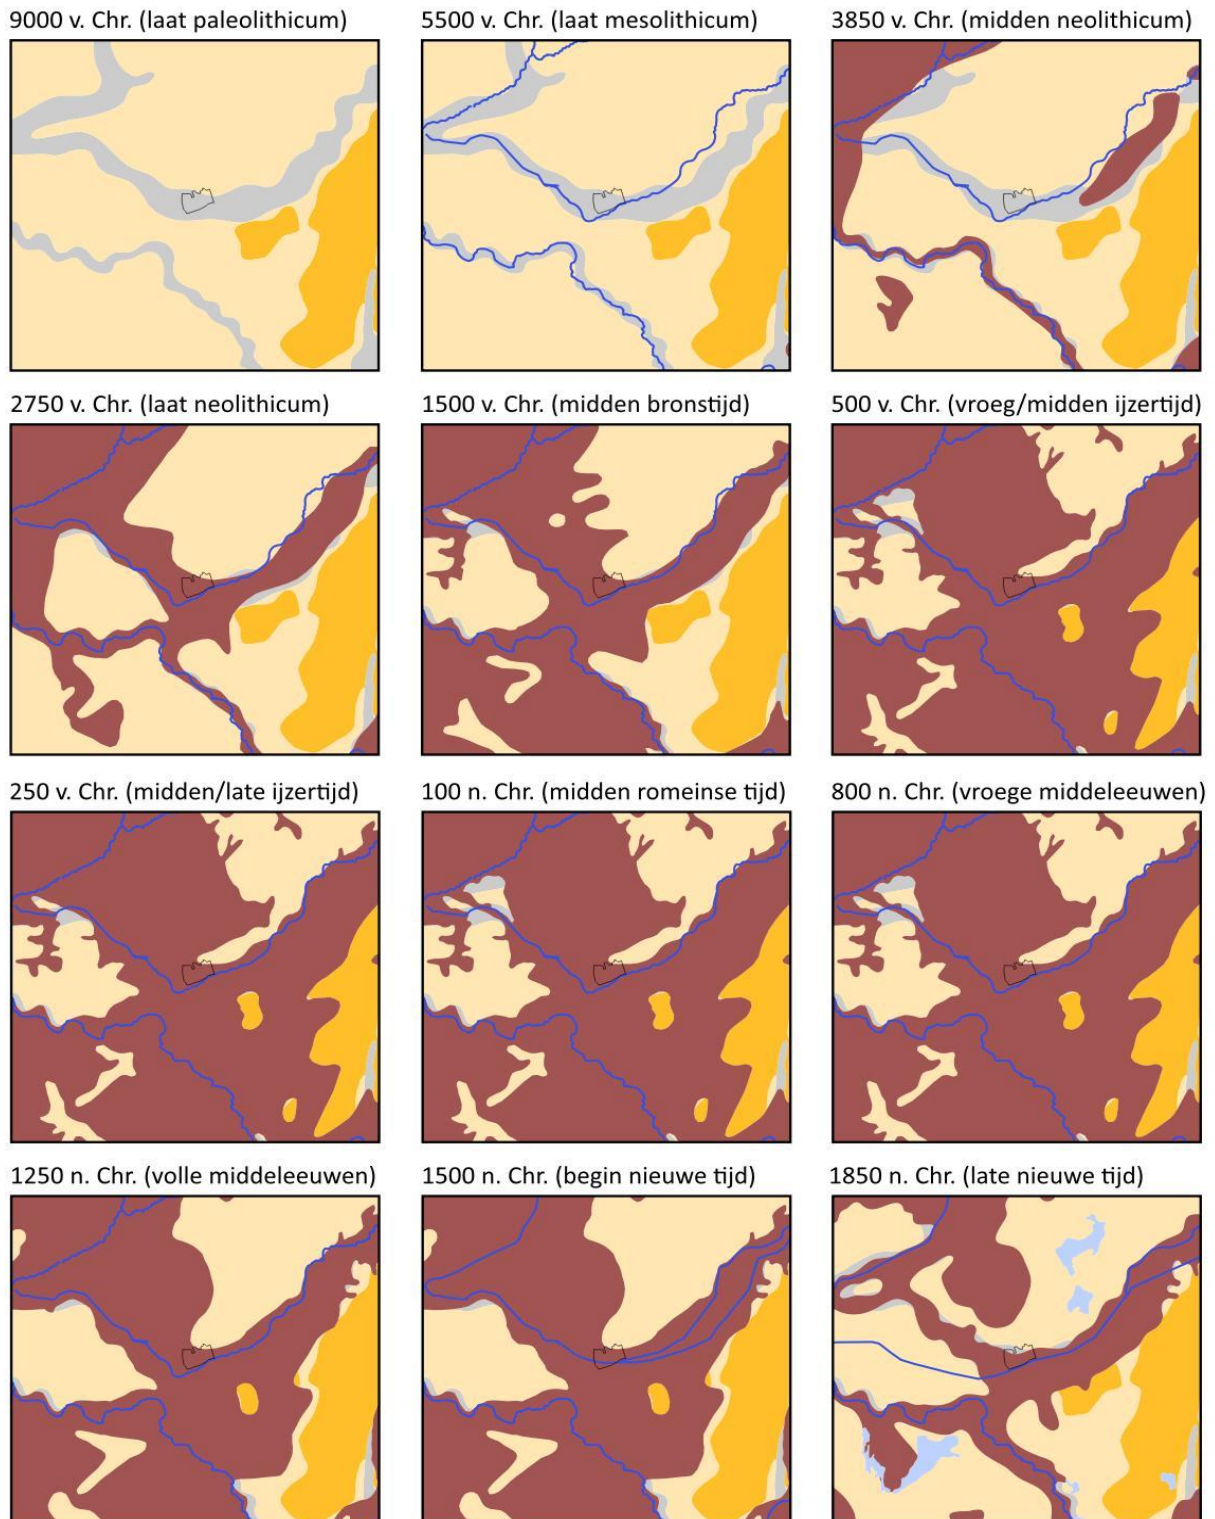 9000 v. Chr. (laat paleolithicum)
5500 v. Chr. (laat mesolithicum)
3850 v. Chr. (midden neolithicum)
2750 v. Chr. (laat neolithicum)
1500 v. Chr. (midden bronstijd)
500 v. Chr. (vroeg/midden ijzertijd)
250 v. Chr. (midden/late ijzertijd)
100 n. Chr. (midden romeinse tijd)
800 n. Chr. (vroege middeleeuwen)
1250 n. Chr. (volle middeleeuwen)
1500 n. Chr. (begin nieuwe tijd)
1850 n. Chr. (late nieuwe tijd)